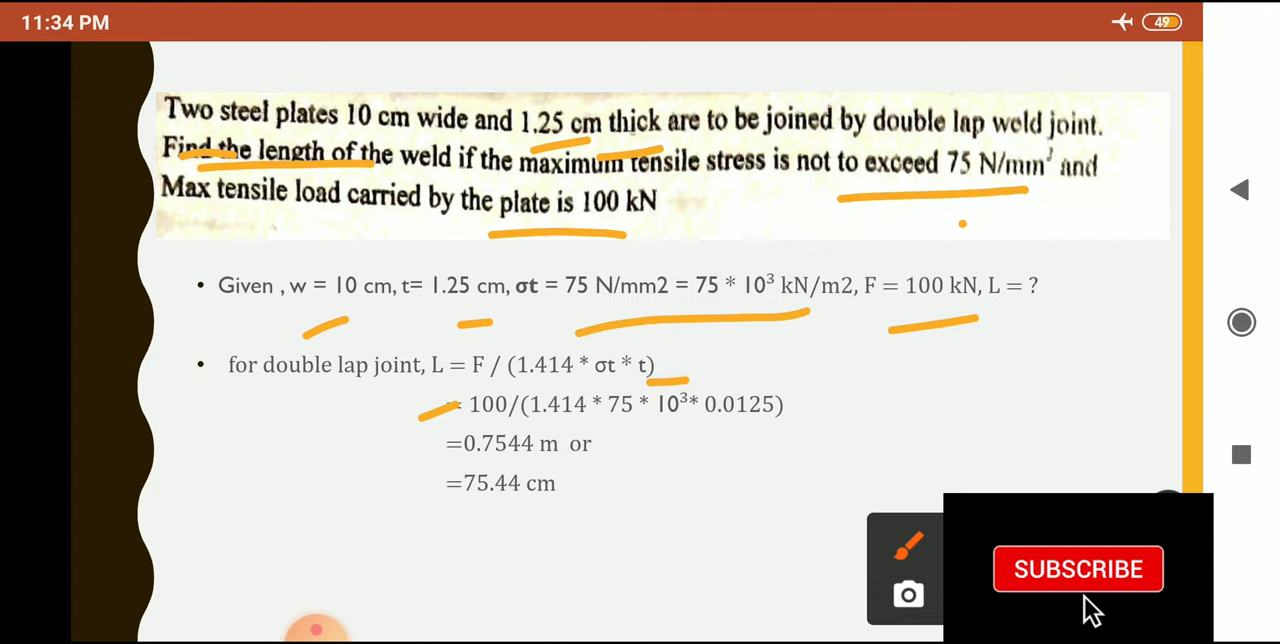 11:34 PM
49
Two steel plates 10 cm wide and 1.25 cm thick are to be joined by double lap weld joint.
Find the length of the weld if the maximum tensile stress is not to exceed 75 N/mm² and
Max tensile load carried by the plate is 100 kN
• Given , w = 10 cm, t= 1.25 cm, σt = 75 N/mm2 = 75 * 10³ kN/m2, F = 100 kN, L = ?
• for double lap joint, L = F / (1.414 * σt * t)
= 100/(1.414 * 75 * 10³* 0.0125)
=0.7544 m or
=75.44 cm
SUBSCRIBE